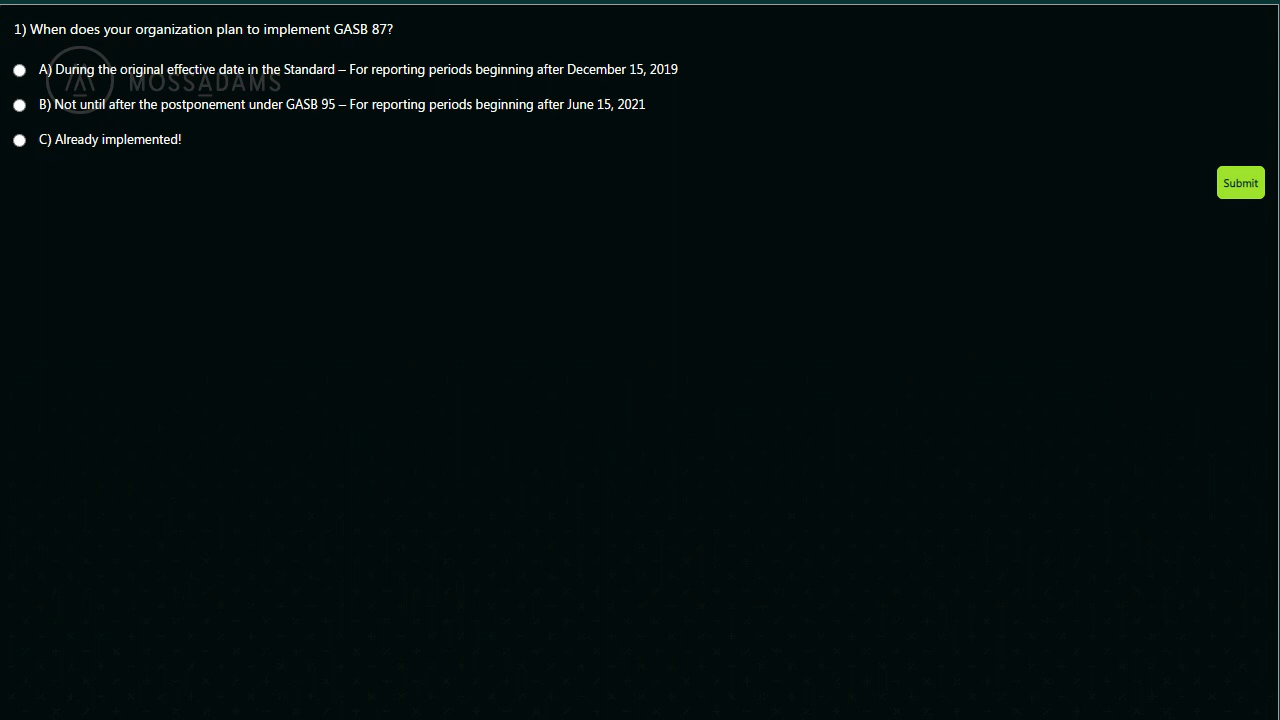 1) When does your organization plan to implement GASB 87?
A) During the original effective date in the Standard – For reporting periods beginning after December 15, 2019
MOSSADAMS
B) Not until after the postponement under GASB 95 – For reporting periods beginning after June 15, 2021
C) Already implemented!
Submit